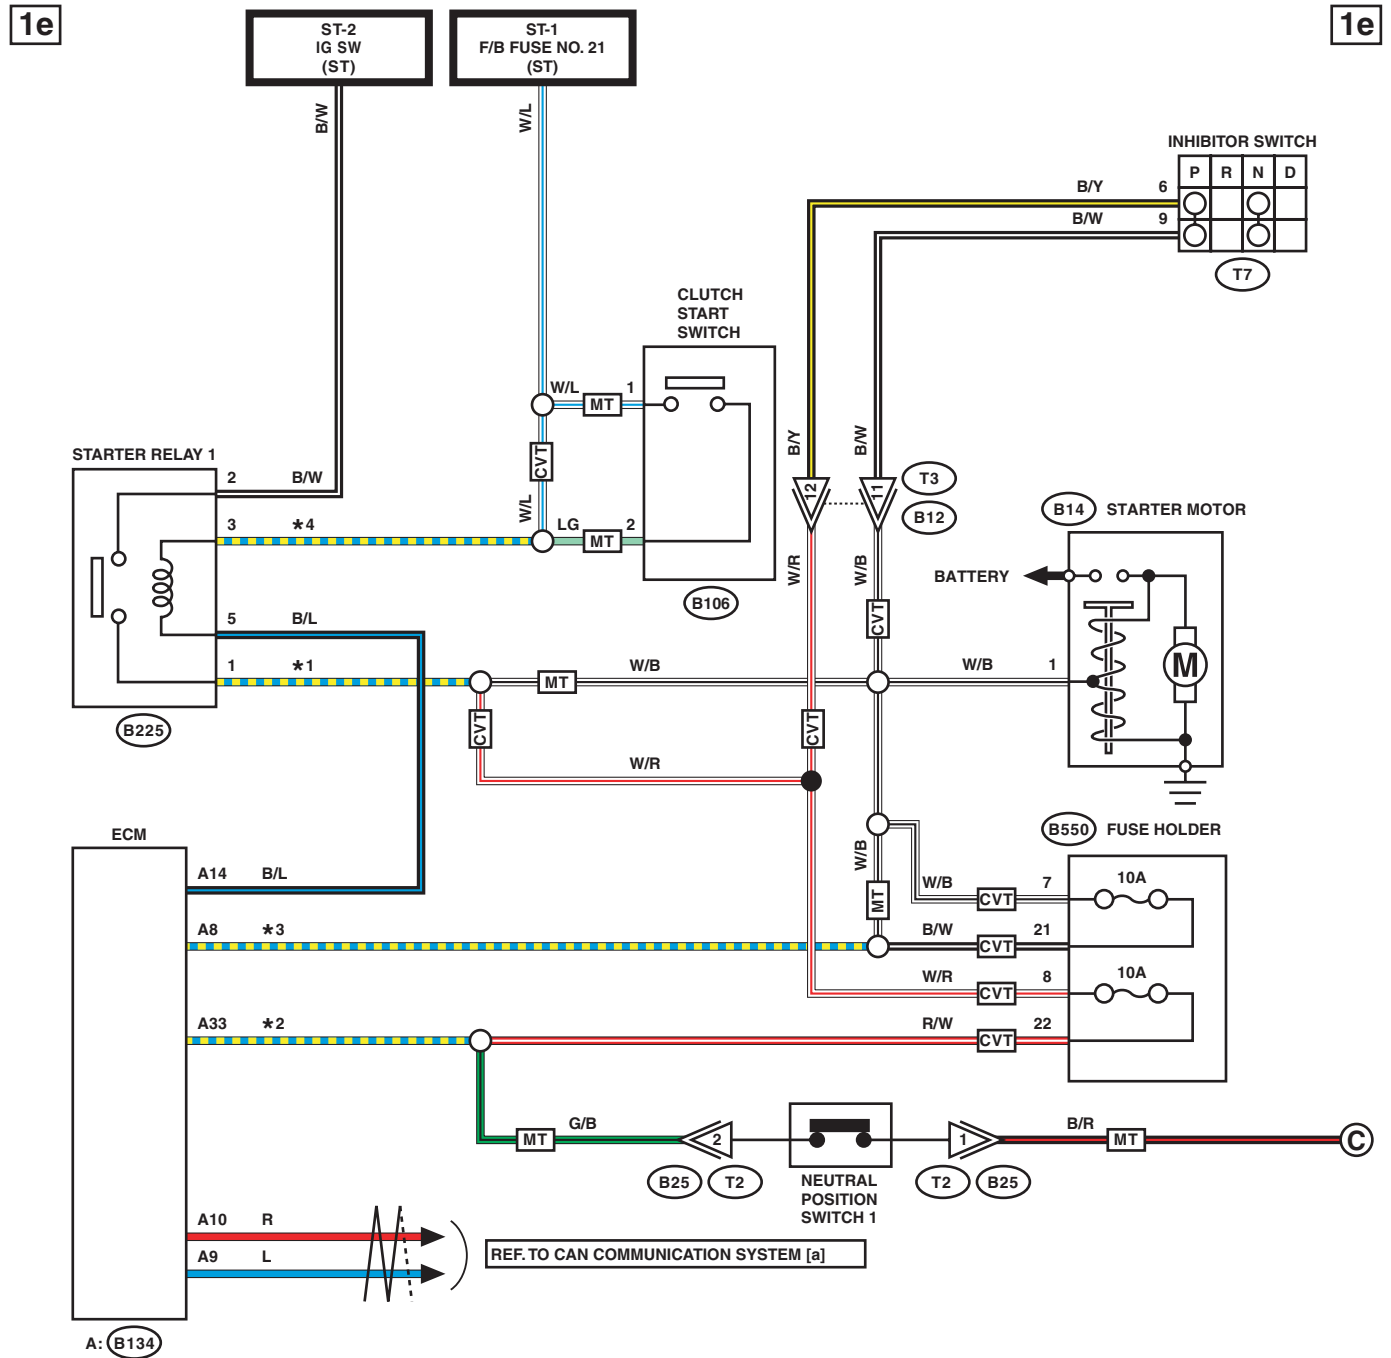 1e
1e
ST-2
IG SW
(ST)
ST-1
F/B FUSE NO. 21
(ST)
B/W
W/L
INHIBITOR SWITCH
P R N D
B/Y 6
B/W 9
T7
CLUTCH
START
SWITCH
W/L MT 1
CVT
W/L
LG MT 2
B106
B/Y
B/W
12
11
T3
B12
W/R
W/B
CVT
STARTER RELAY 1
2 B/W
3 *4
5 B/L
1 *1
B225
MT
W/B
W/B 1
CVT
CVT
W/R
B14 STARTER MOTOR
BATTERY
M
ECM
A14 B/L
A8 *3
A33 *2
A10 R
A9 L
A: B134
W/B
MT
B550 FUSE HOLDER
W/B CVT 7
10A
B/W CVT 21
W/R CVT 8
10A
R/W CVT 22
MT G/B
2
B25 T2
NEUTRAL
POSITION
SWITCH 1
1
T2 B25
B/R
MT
C
REF. TO CAN COMMUNICATION SYSTEM [a]